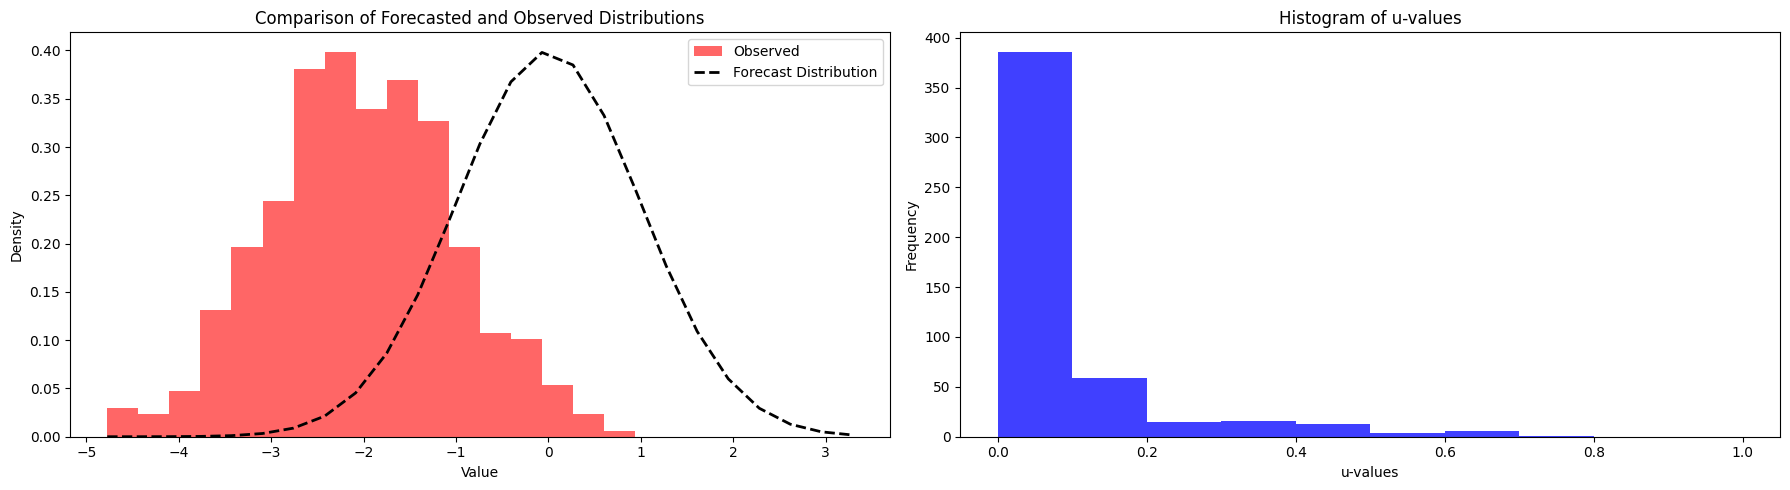 Comparison of Forecasted and Observed Distributions
0.40
0.35
0.30
0.25
0.20
0.15
0.10
0.05
0.00
Density
Observed
Forecast Distribution
−5 −4 −3 −2 −1 0 1 2 3
Value
Histogram of u-values
400
350
300
250
200
150
100
50
0
Frequency
0.0 0.2 0.4 0.6 0.8 1.0
u-values